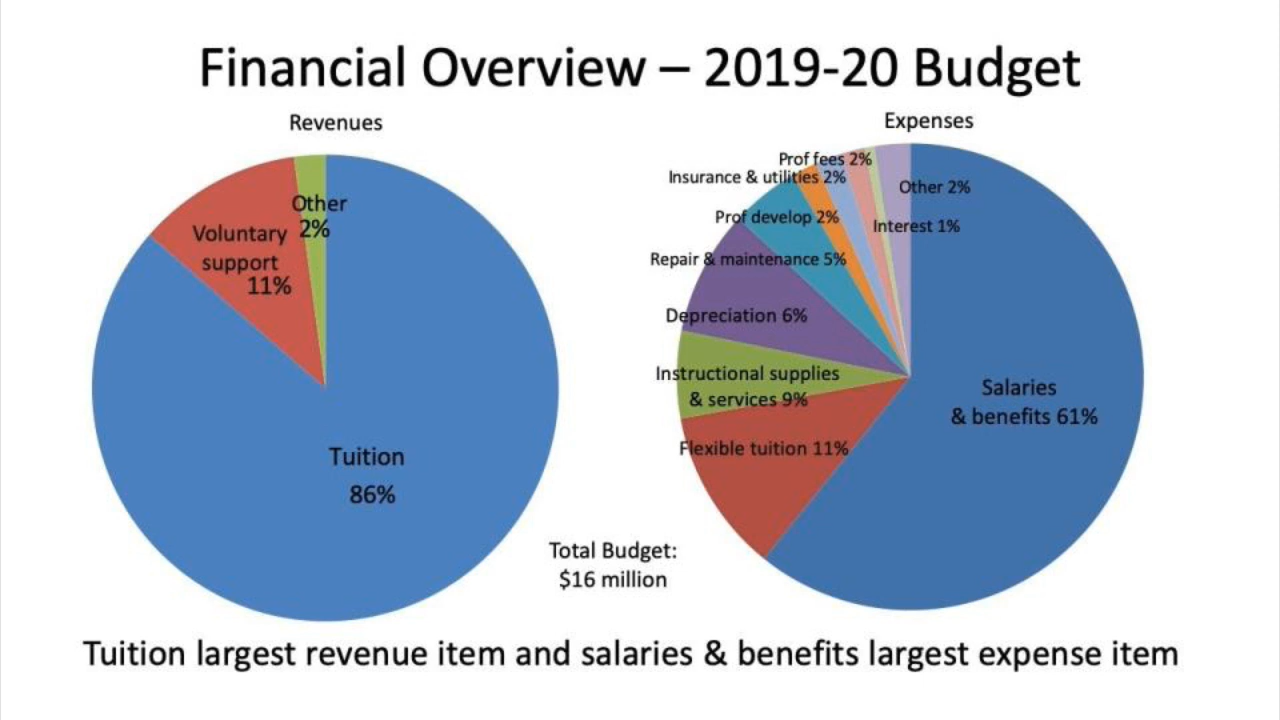 Financial Overview – 2019-20 Budget
Revenues
Other
2%
Voluntary
support
11%
Tuition
86%
Expenses
Prof fees 2%
Insurance & utilities 2%
Other 2%
Prof develop 2%
Interest 1%
Repair & maintenance 5%
Depreciation 6%
Instructional supplies
& services 9%
Salaries
& benefits 61%
Flexible tuition 11%
Total Budget:
$16 million
Tuition largest revenue item and salaries & benefits largest expense item